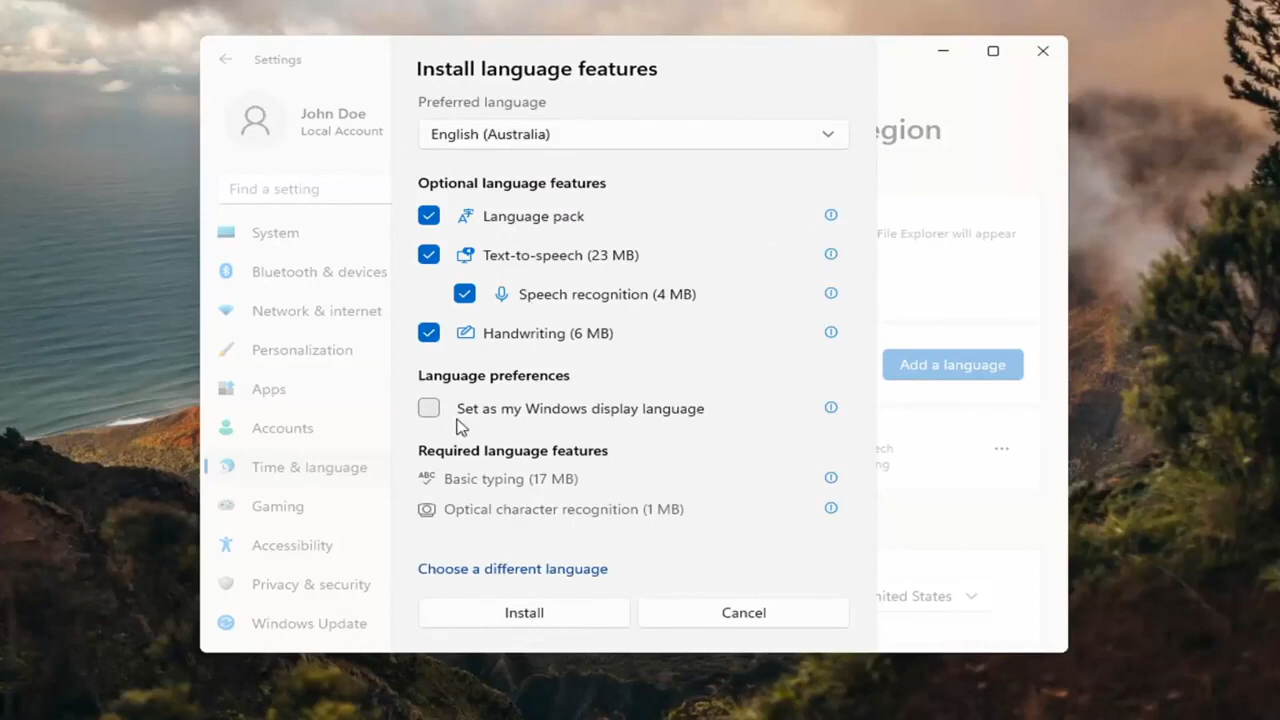 Settings
John Doe
Local Account
Find a setting
System
Bluetooth & devices
Network & internet
Personalization
Apps
Accounts
Time & language
Gaming
Accessibility
Privacy & security
Windows Update
Install language features
Preferred language
English (Australia)
Optional language features
Language pack
Text-to-speech (23 MB)
Speech recognition (4 MB)
Handwriting (6 MB)
Language preferences
Set as my Windows display language
Required language features
ABC
Basic typing (17 MB)
Optical character recognition (1 MB)
Choose a different language
Install
Cancel
egion
File Explorer will appear
Add a language
ech
ng
nited States